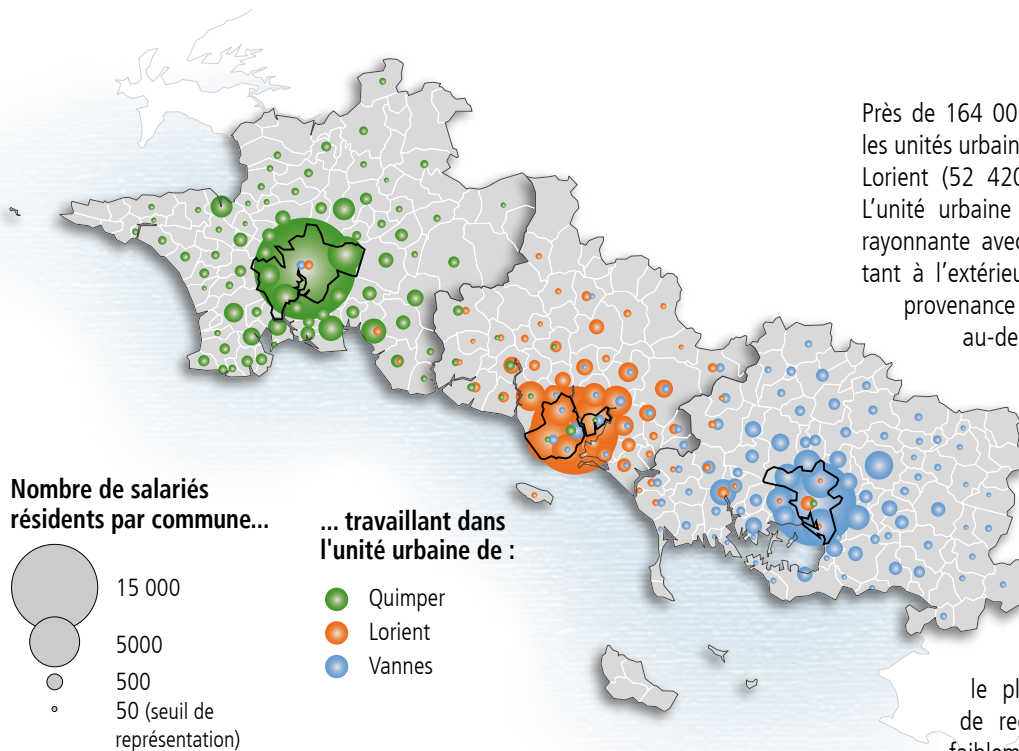 Près de 164 00
les unités urbain
Lorient (52 420
L'unité urbaine
rayonnante avec
tant à l'extérieu
provenance
au-de
Nombre de salariés
résidents par commune...
15 000
5000
500
50 (seuil de
représentation)
... travaillant dans
l'unité urbaine de :
Quimper
Lorient
Vannes
le pl
de re